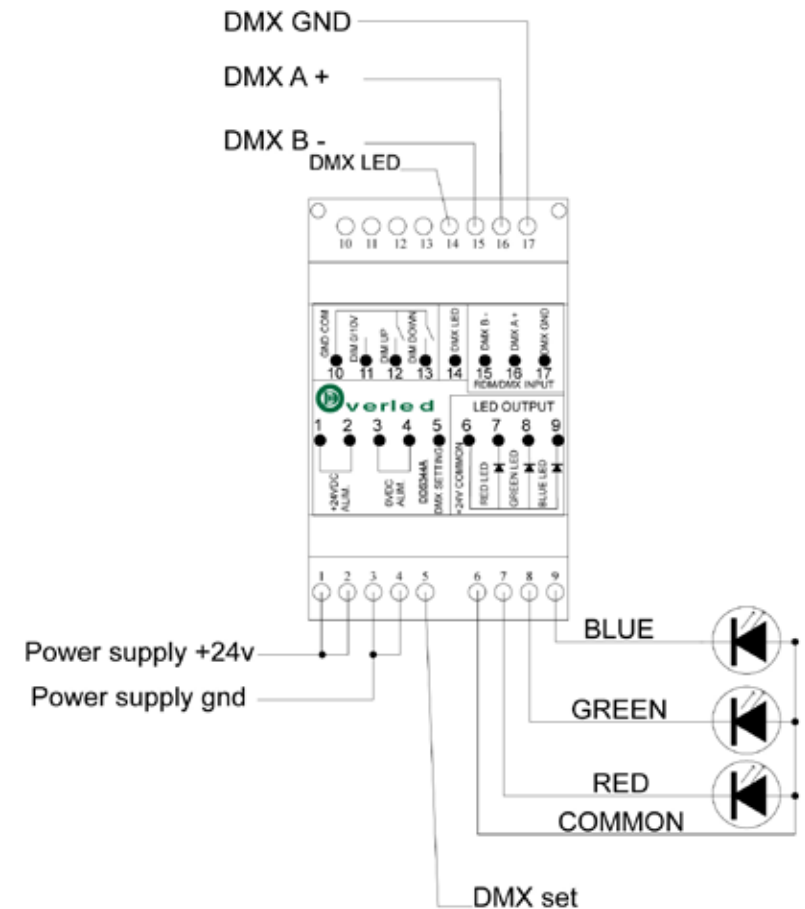 DMX GND
DMX A +
DMX B -
DMX LED
10 11 12 13 14 15 16 17
GND COM
DIM 0/10V
DIM UP
DIM DOWN
DMX LED
DMX B -
DMX A +
DMX GND
10 11 12 13 14 15 16 17
RDM/DMX INPUT
Overled
LED OUTPUT
1 2 3 4 5 6 7 8 9
+24VDC
ALIM.
0VDC
ALIM.
DDS344A
DMX SETTING
+24V COMMON
RED LED
GREEN LED
BLUE LED
1 2 3 4 5 6 7 8 9
BLUE
Power supply +24v
Power supply gnd
GREEN
RED
COMMON
DMX set